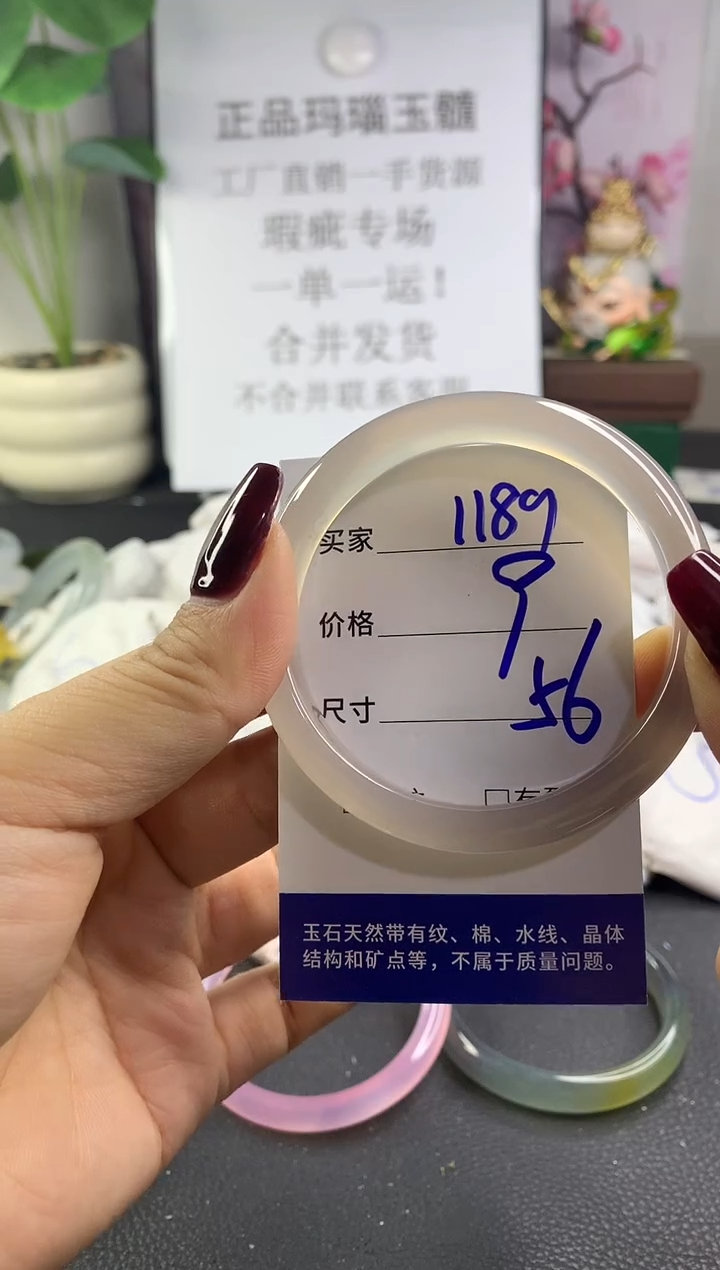 正品玛瑙玉髓
工厂直销一手货源
瑕疵专场
一单一运！
合并发货
不合并联系客服
买家 1189
价格 9
尺寸 56
玉石天然带有纹、棉、水线、晶体
结构和矿点等，不属于质量问题。